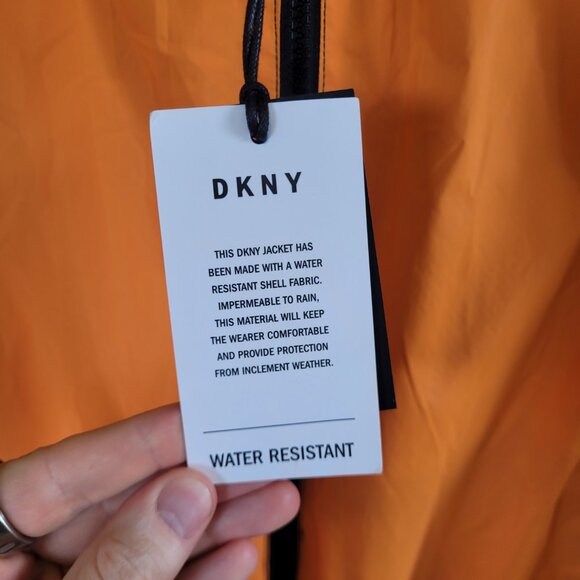 DKNY
THIS DKNY JACKET HAS
BEEN MADE WITH A WATER
RESISTANT SHELL FABRIC.
IMPERMEABLE TO RAIN,
THIS MATERIAL WILL KEEP
THE WEARER COMFORTABLE
AND PROVIDE PROTECTION
FROM INCLEMENT WEATHER.
WATER RESISTANT